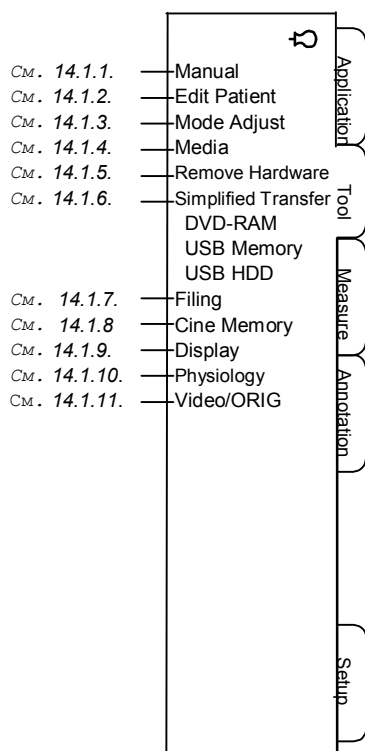 См. 14.1.1. Manual
См. 14.1.2. Edit Patient
См. 14.1.3. Mode Adjust
См. 14.1.4. Media
См. 14.1.5. Remove Hardware
См. 14.1.6. Simplified Transfer
DVD-RAM
USB Memory
USB HDD
См. 14.1.7. Filing
См. 14.1.8 Cine Memory
См. 14.1.9. Display
См. 14.1.10. Physiology
См. 14.1.11. Video/ORIG
Application
Tool
Measure
Annotation
Setup